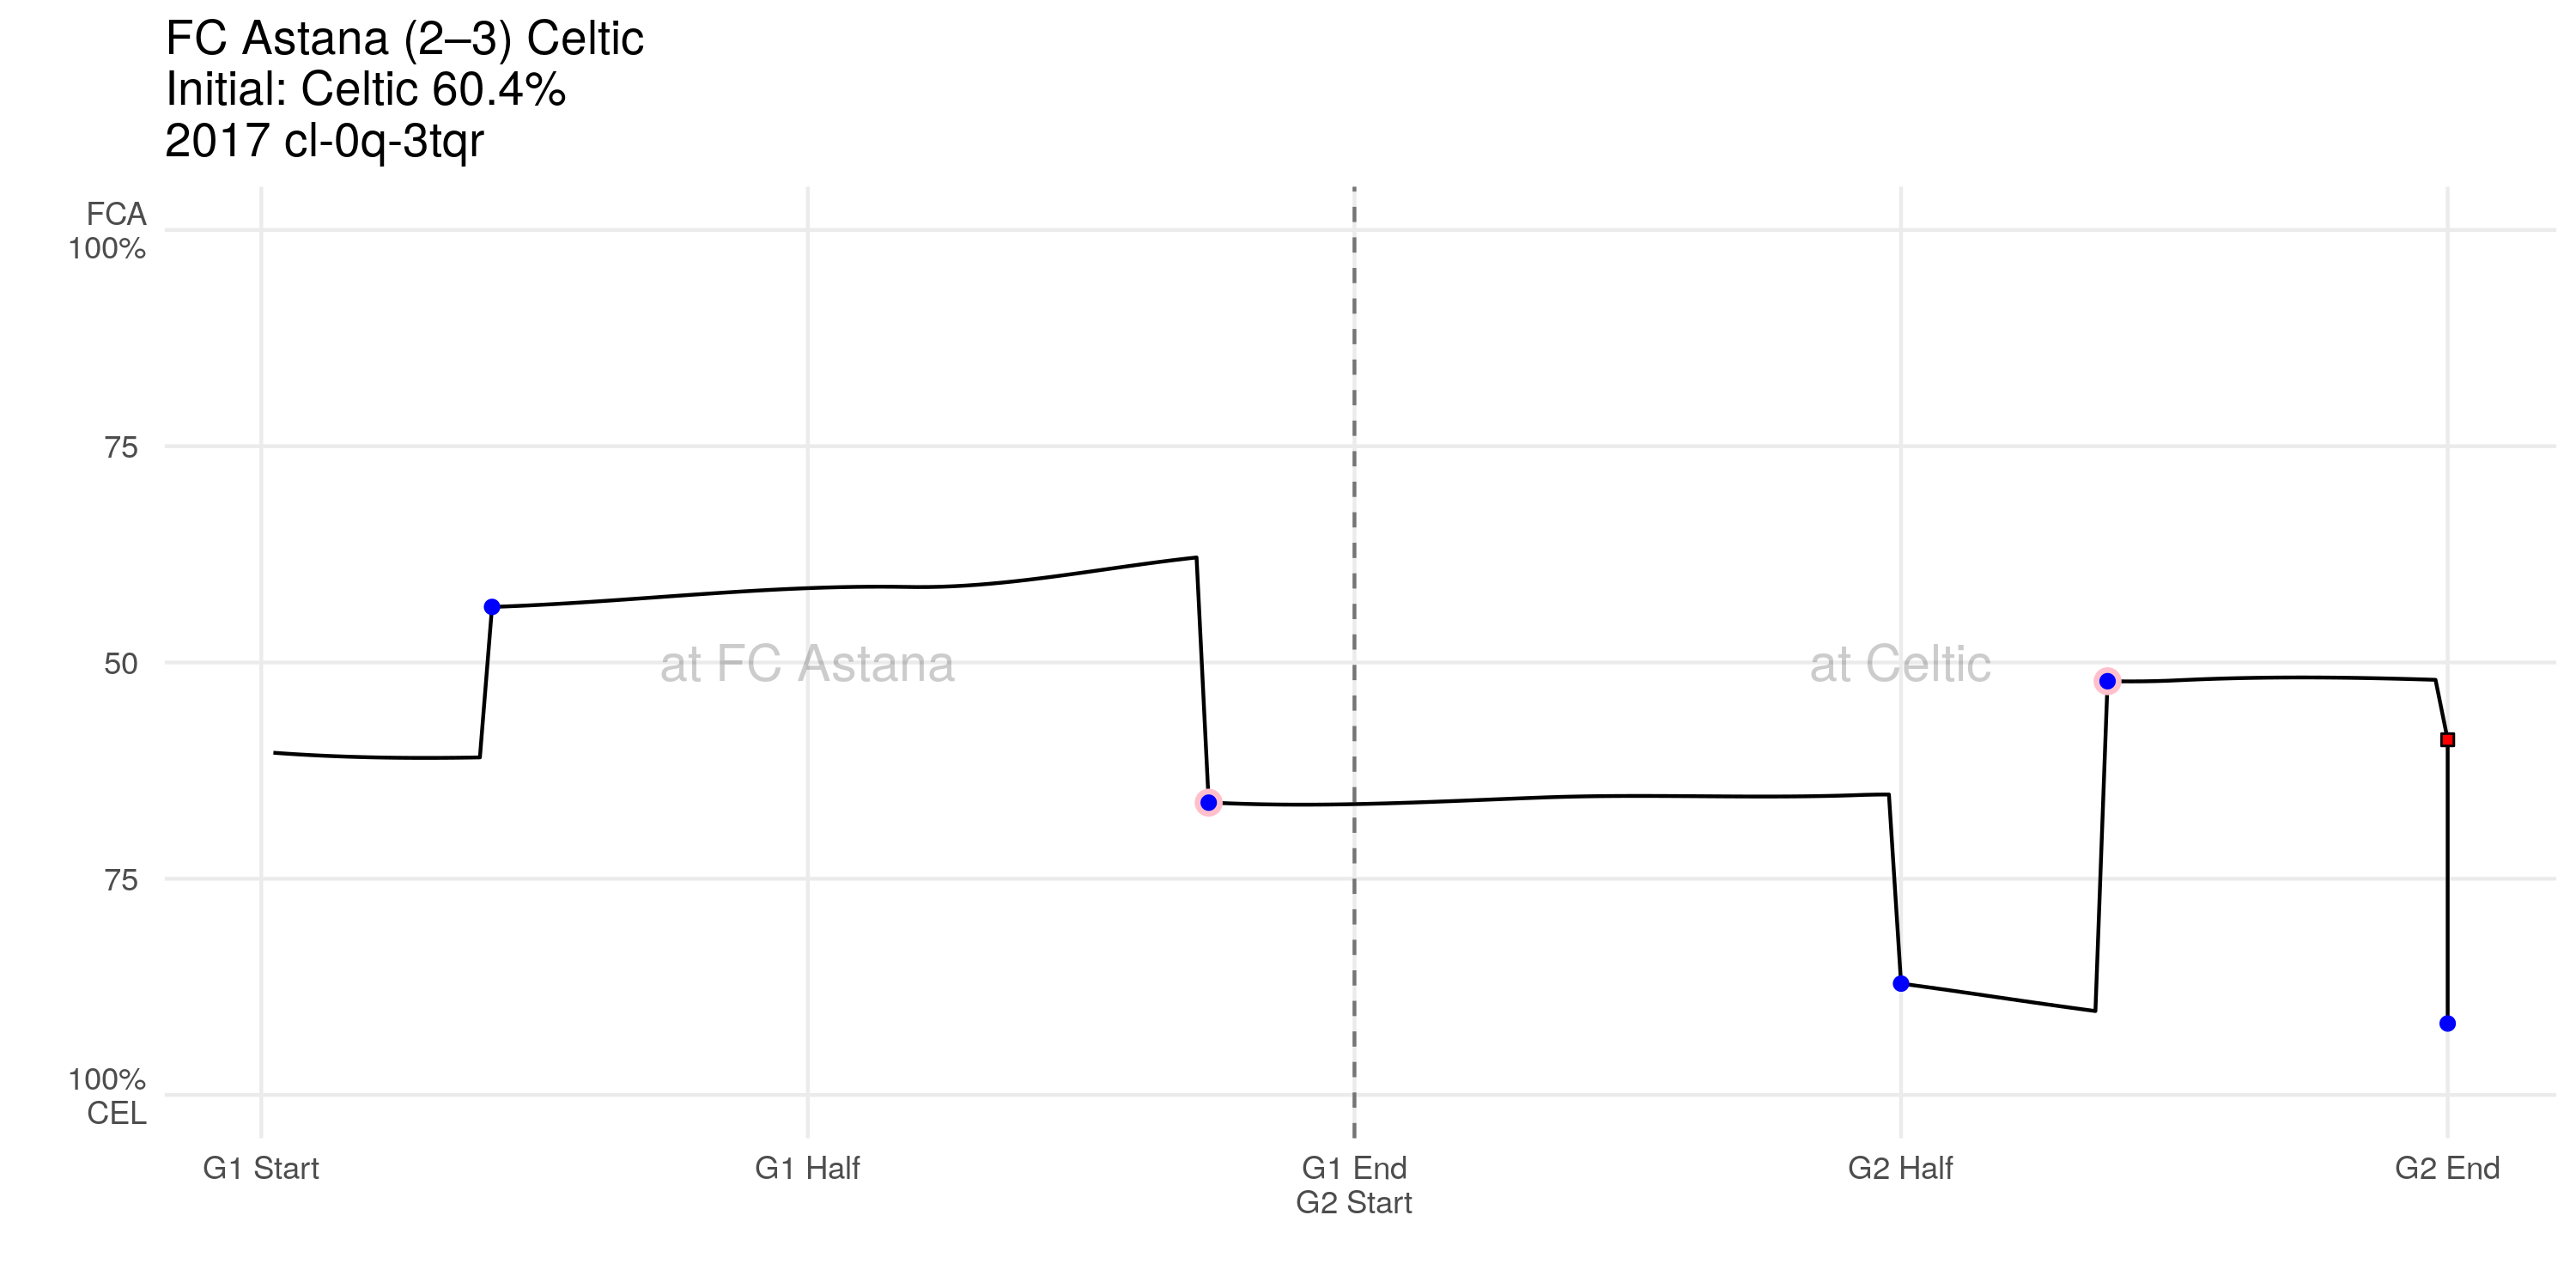 FC Astana (2–3) Celtic
Initial: Celtic 60.4%
2017 cl-0q-3tqr
FCA
100%
75
50
75
100%
CEL
at FC Astana
at Celtic
G1 Start
G1 Half
G1 End
G2 Start
G2 Half
G2 End